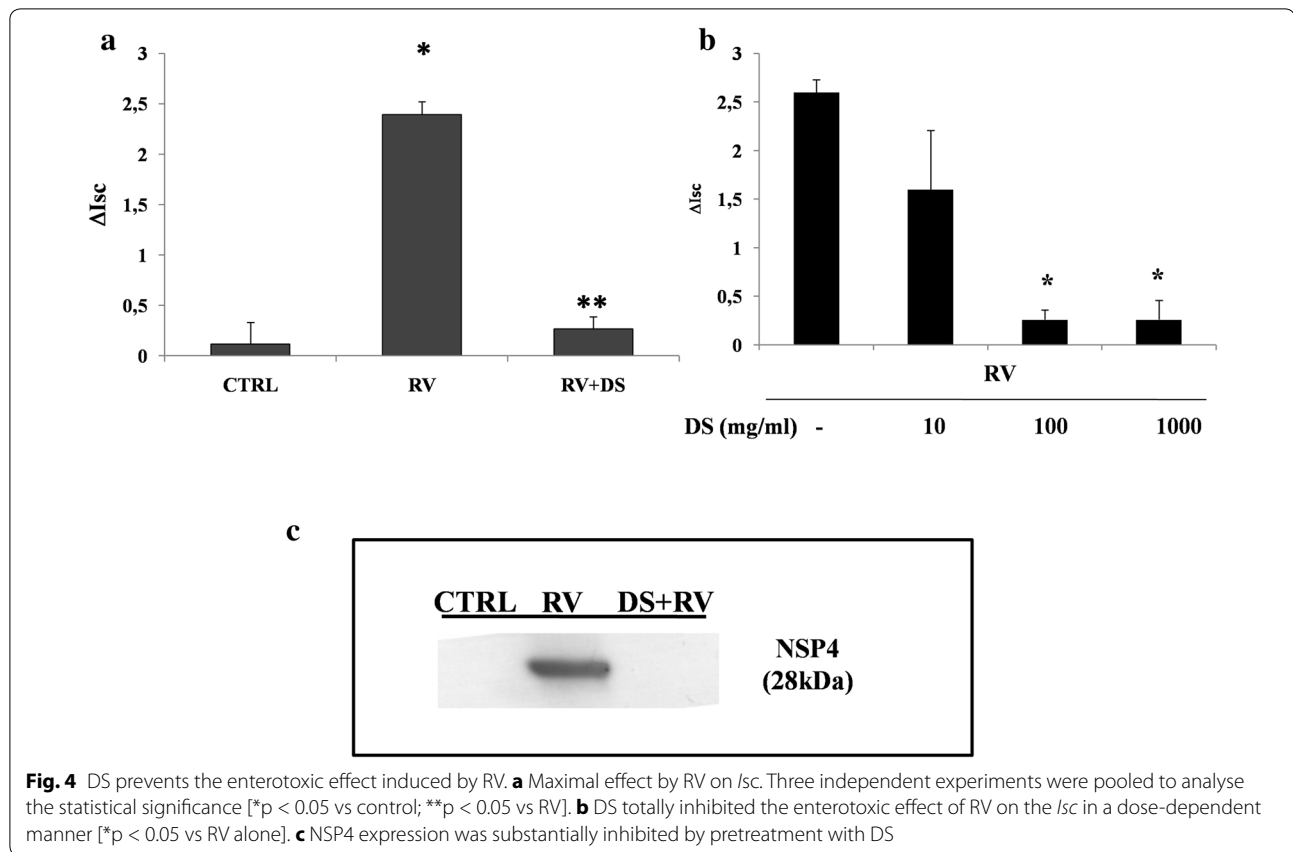 a
3
2,5
2
1,5
1
0,5
0
ΔIsc
*
**
CTRL RV RV+DS
b
3
2,5
2
1,5
1
0,5
0
ΔIsc
* *
RV
DS (mg/ml) - 10 100 1000
c
CTRL RV DS+RV
NSP4
(28kDa)
Fig. 4 DS prevents the enterotoxic effect induced by RV. a Maximal effect by RV on Isc. Three independent experiments were pooled to analyse
the statistical significance [*p < 0.05 vs control; **p < 0.05 vs RV]. b DS totally inhibited the enterotoxic effect of RV on the Isc in a dose-dependent
manner [*p < 0.05 vs RV alone]. c NSP4 expression was substantially inhibited by pretreatment with DS